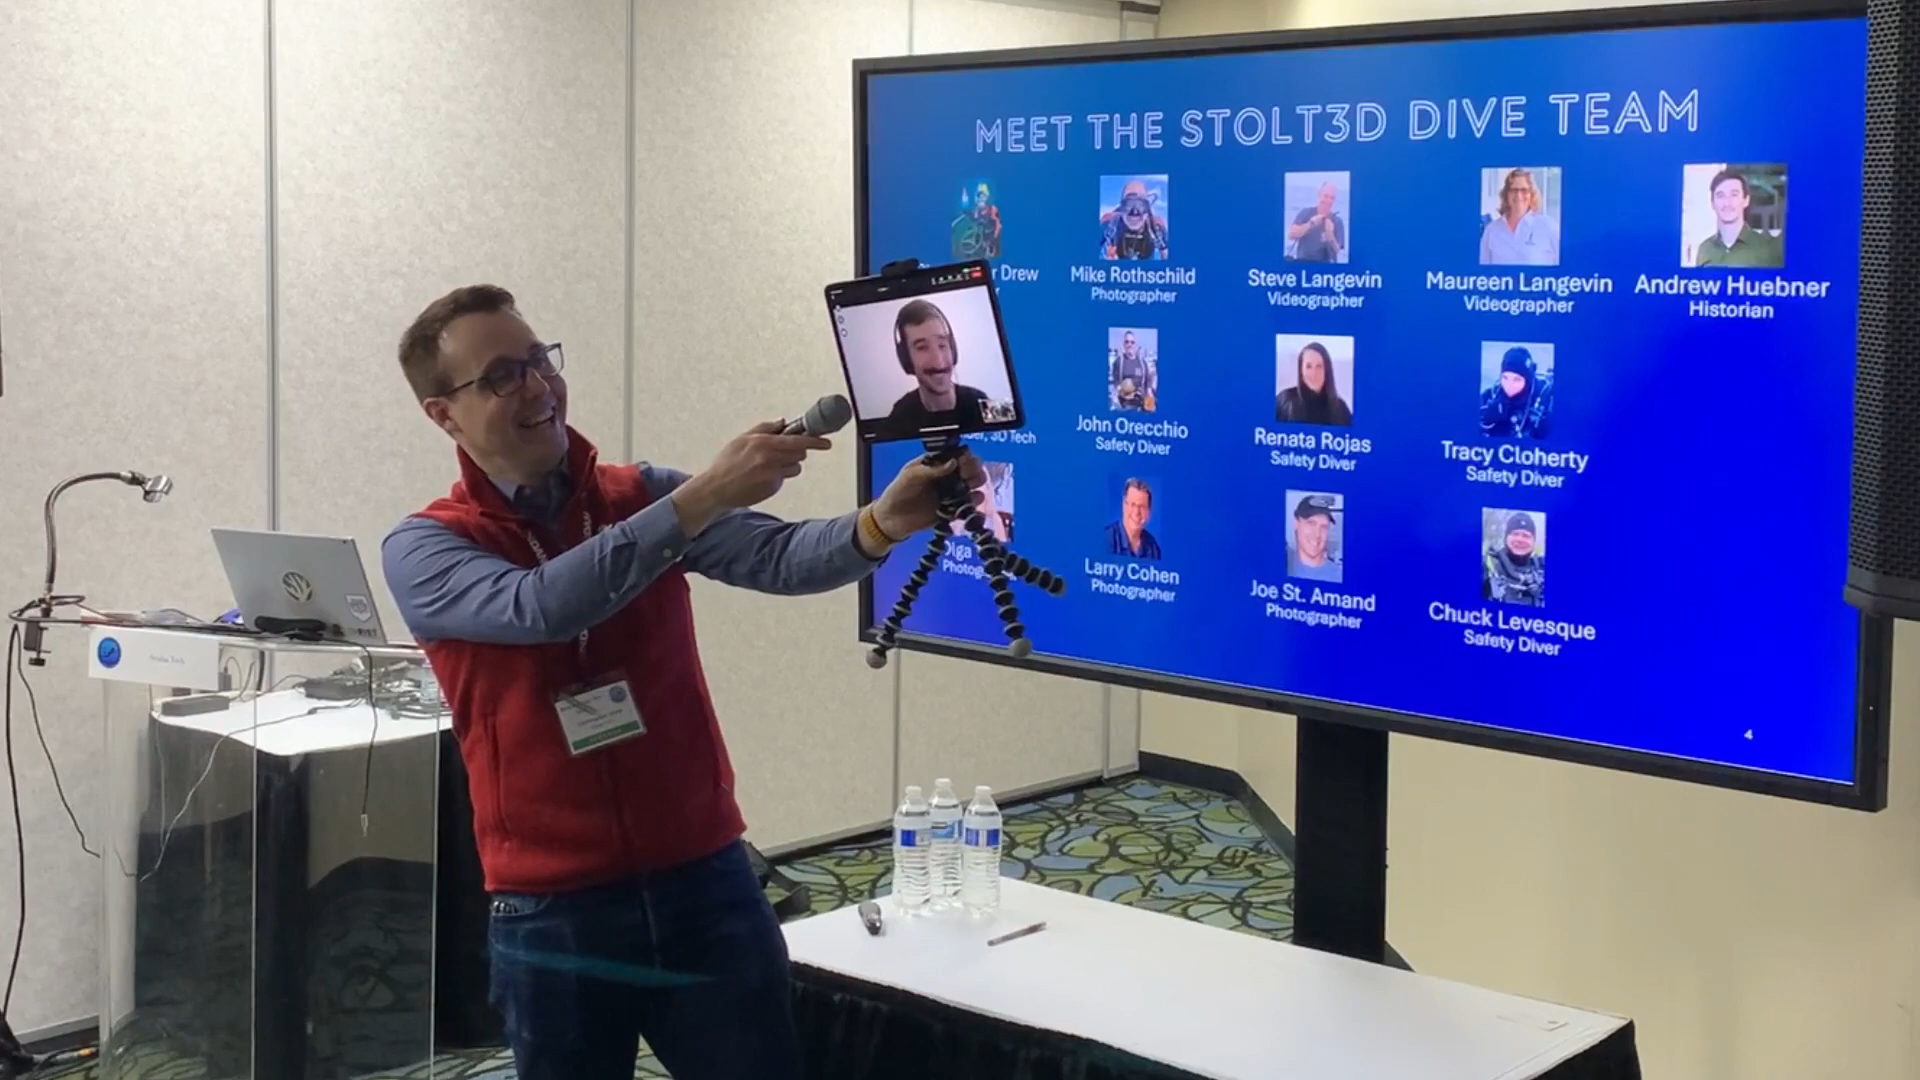 MEET THE STOLT3D DIVE TEAM
Drew
Mike Rothschild
Photographer
Steve Langevin
Videographer
Maureen Langevin
Videographer
Andrew Huebner
Historian
3D Tech
John Orecchio
Safety Diver
Renata Rojas
Safety Diver
Tracy Cloherty
Safety Diver
Olga
Larry Cohen
Photographer
Joe St. Amand
Photographer
Chuck Levesque
Safety Diver
4